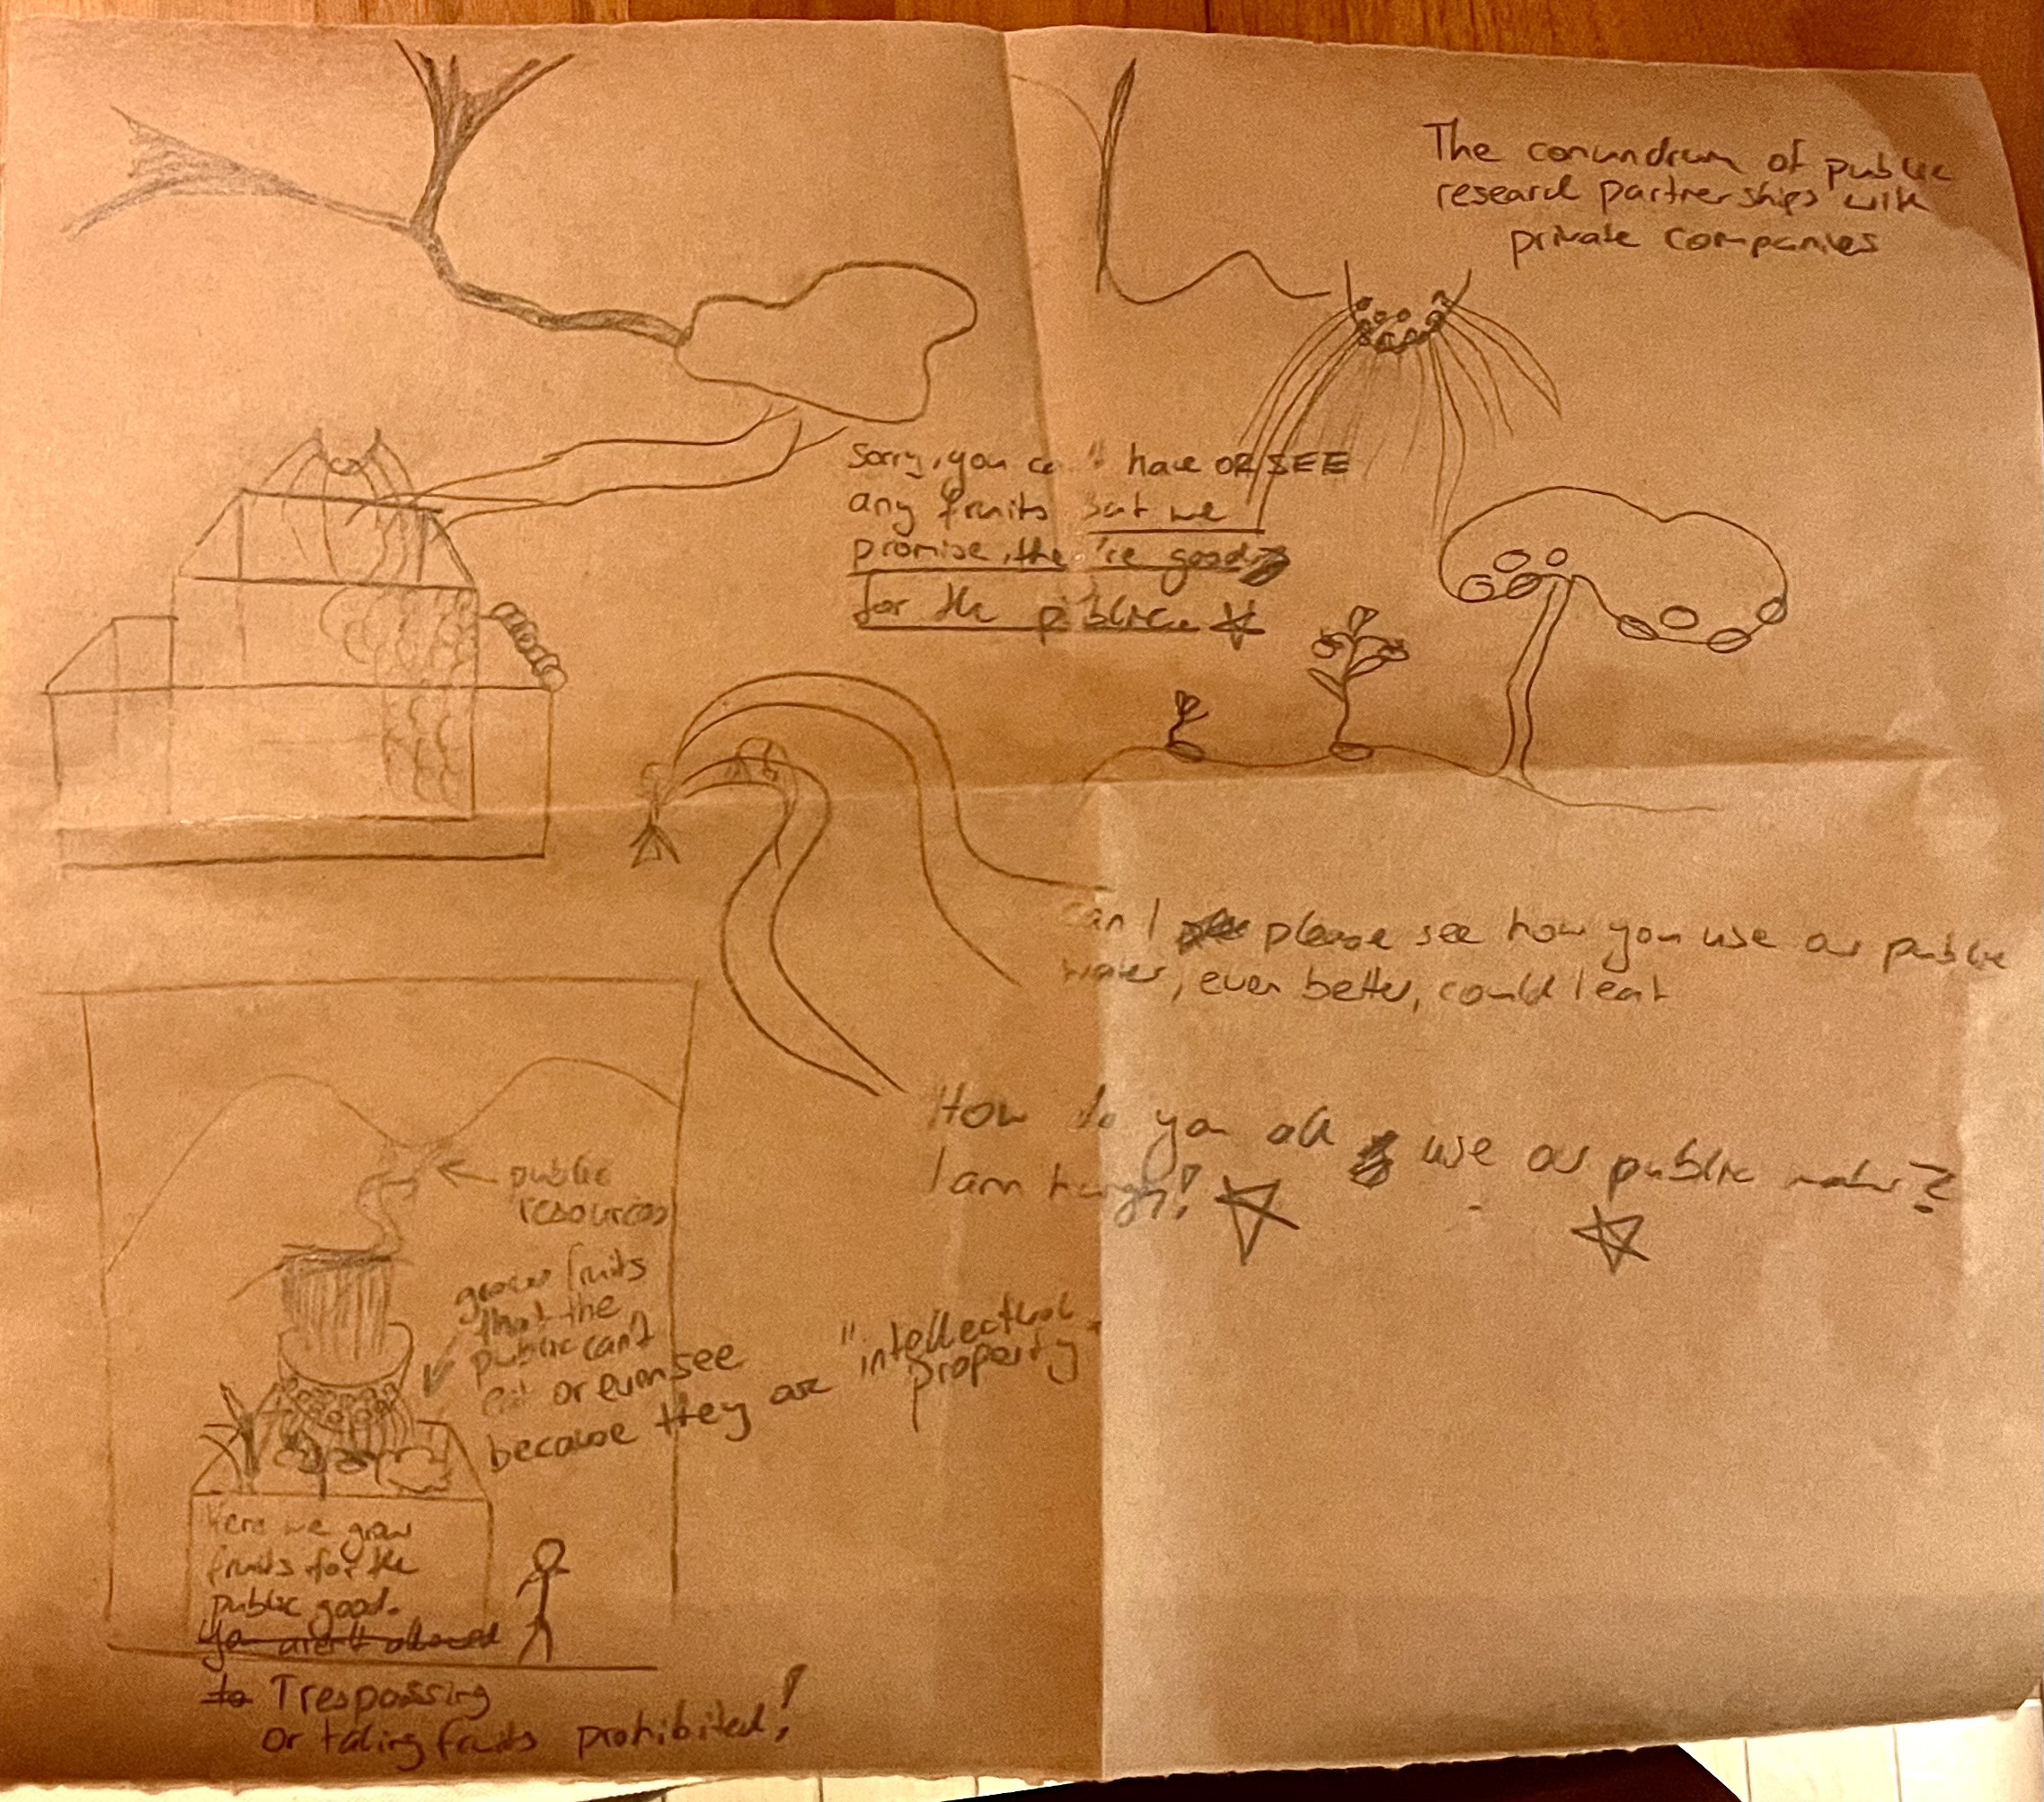 The conundrum of public
research partnerships with
private companies
Sorry, you ca 't have OR SEE
any fruits but we
promise, the 're good
for the public.
can I please see how you use our public
water, even better, could I eat
How do you all use our public water?
I am hungry!
public
resources
grows fruits
that the
public can't
eat or even see
because they are "intellectual
property"
Here we grow
fruits for the
public good.
You aren't allowed
to Trespassing
or taking fruits prohibited!